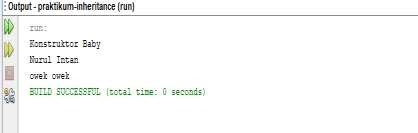 Output - praktikum-inheritance (run)
run:
Konstruktor Baby
Nurul Intan
owek owek
BUILD SUCCESSFUL (total time: 0 seconds)